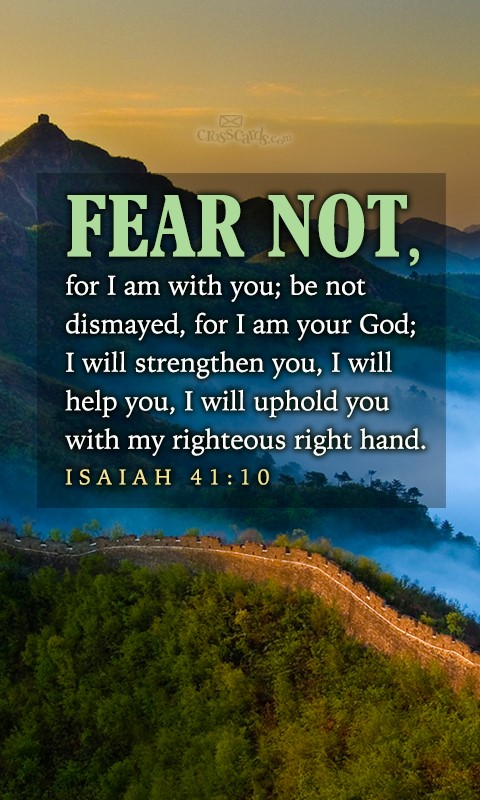 crosscards.com
FEAR NOT,
for I am with you; be not
dismayed, for I am your God;
I will strengthen you, I will
help you, I will uphold you
with my righteous right hand.
ISAIAH 41:10